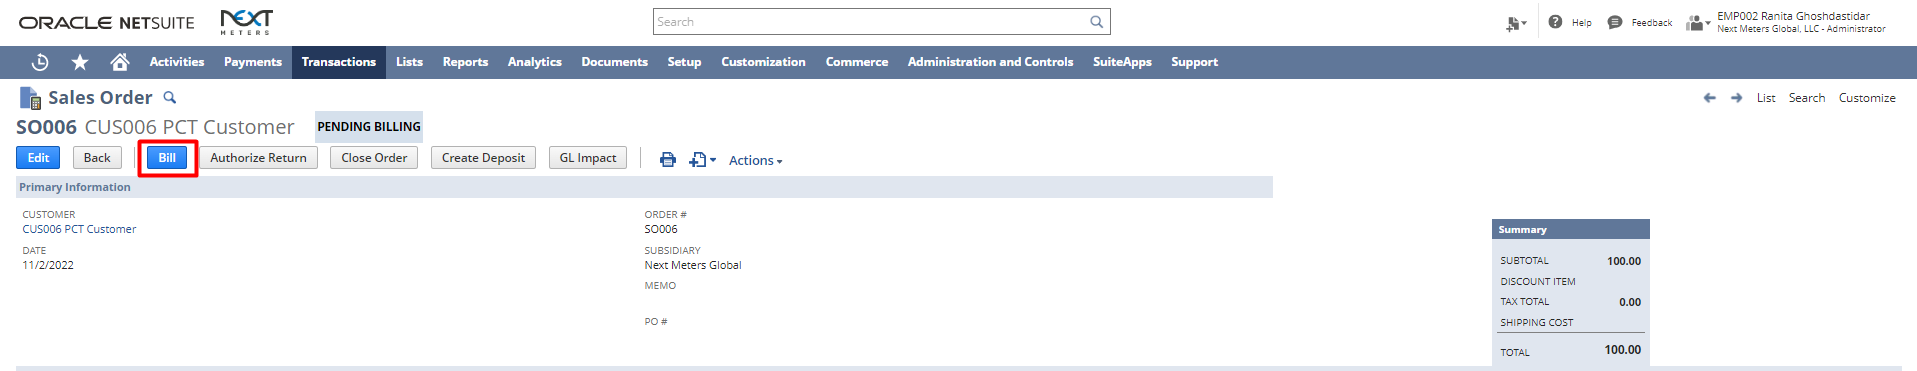 ORACLE NETSUITE NEXT METERS Search Help Feedback EMP002 Ranita Ghoshdastidar
Next Meters Global, LLC - Administrator
Activities Payments Transactions Lists Reports Analytics Documents Setup Customization Commerce Administration and Controls SuiteApps Support
Sales Order List Search Customize
SO006 CUS006 PCT Customer PENDING BILLING
Edit Back Bill Authorize Return Close Order Create Deposit GL Impact Actions
Primary Information
CUSTOMER
CUS006 PCT Customer
DATE
11/2/2022
ORDER #
SO006
SUBSIDIARY
Next Meters Global
MEMO
PO #
Summary
SUBTOTAL 100.00
DISCOUNT ITEM
TAX TOTAL 0.00
SHIPPING COST
TOTAL 100.00